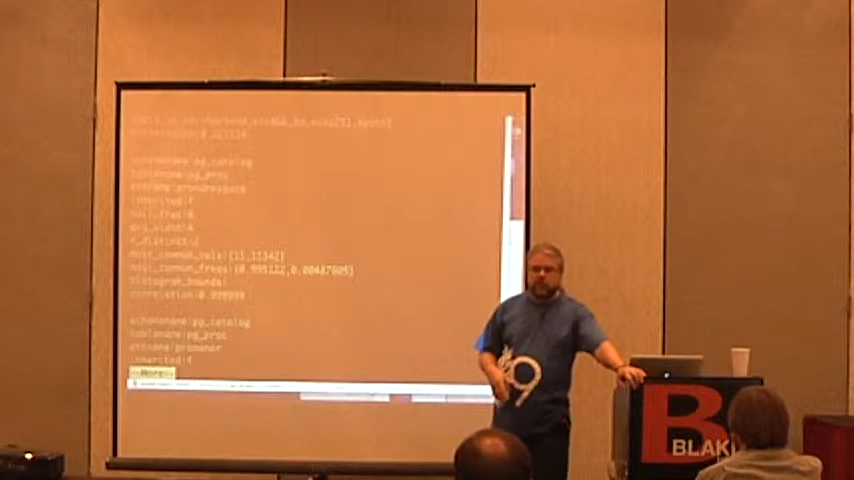 schemaname|pg_catalog
tablename|pg_proc
attname|pronamespace
inherited|f
null_frac|0
avg_width|4
n_distinct|2
most_common_vals|{11,11342}
most_common_freqs|{0.995122,0.00487805}
histogram_bounds|
correlation|0.999999
schemaname|pg_catalog
tablename|pg_proc
attname|proowner
inherited|f
--More--
9
B
BLAK